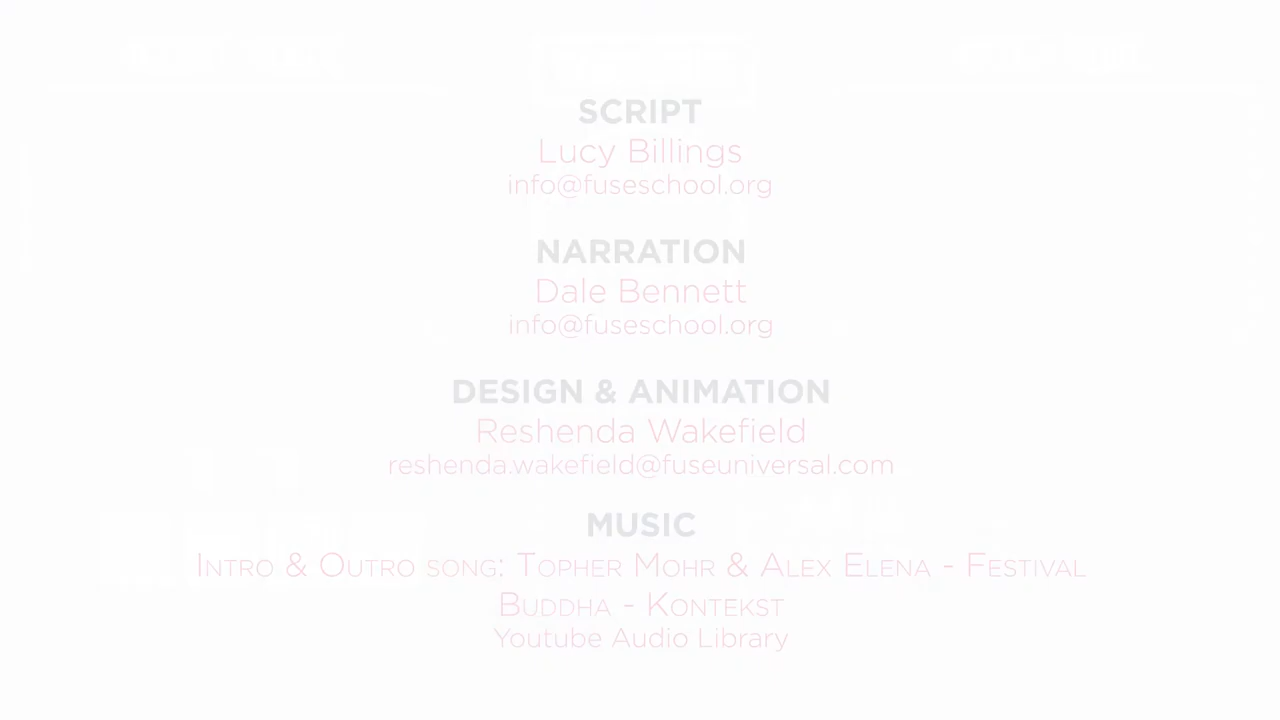 SCRIPT
Lucy Billings
info@fuseschool.org
NARRATION
Dale Bennett
info@fuseschool.org
DESIGN & ANIMATION
Reshenda Wakefield
reshenda.wakefield@fuseuniversal.com
MUSIC
Intro & Outro song: Topher Mohr & Alex Elena - Festival
Buddha - Kontekst
Youtube Audio Library